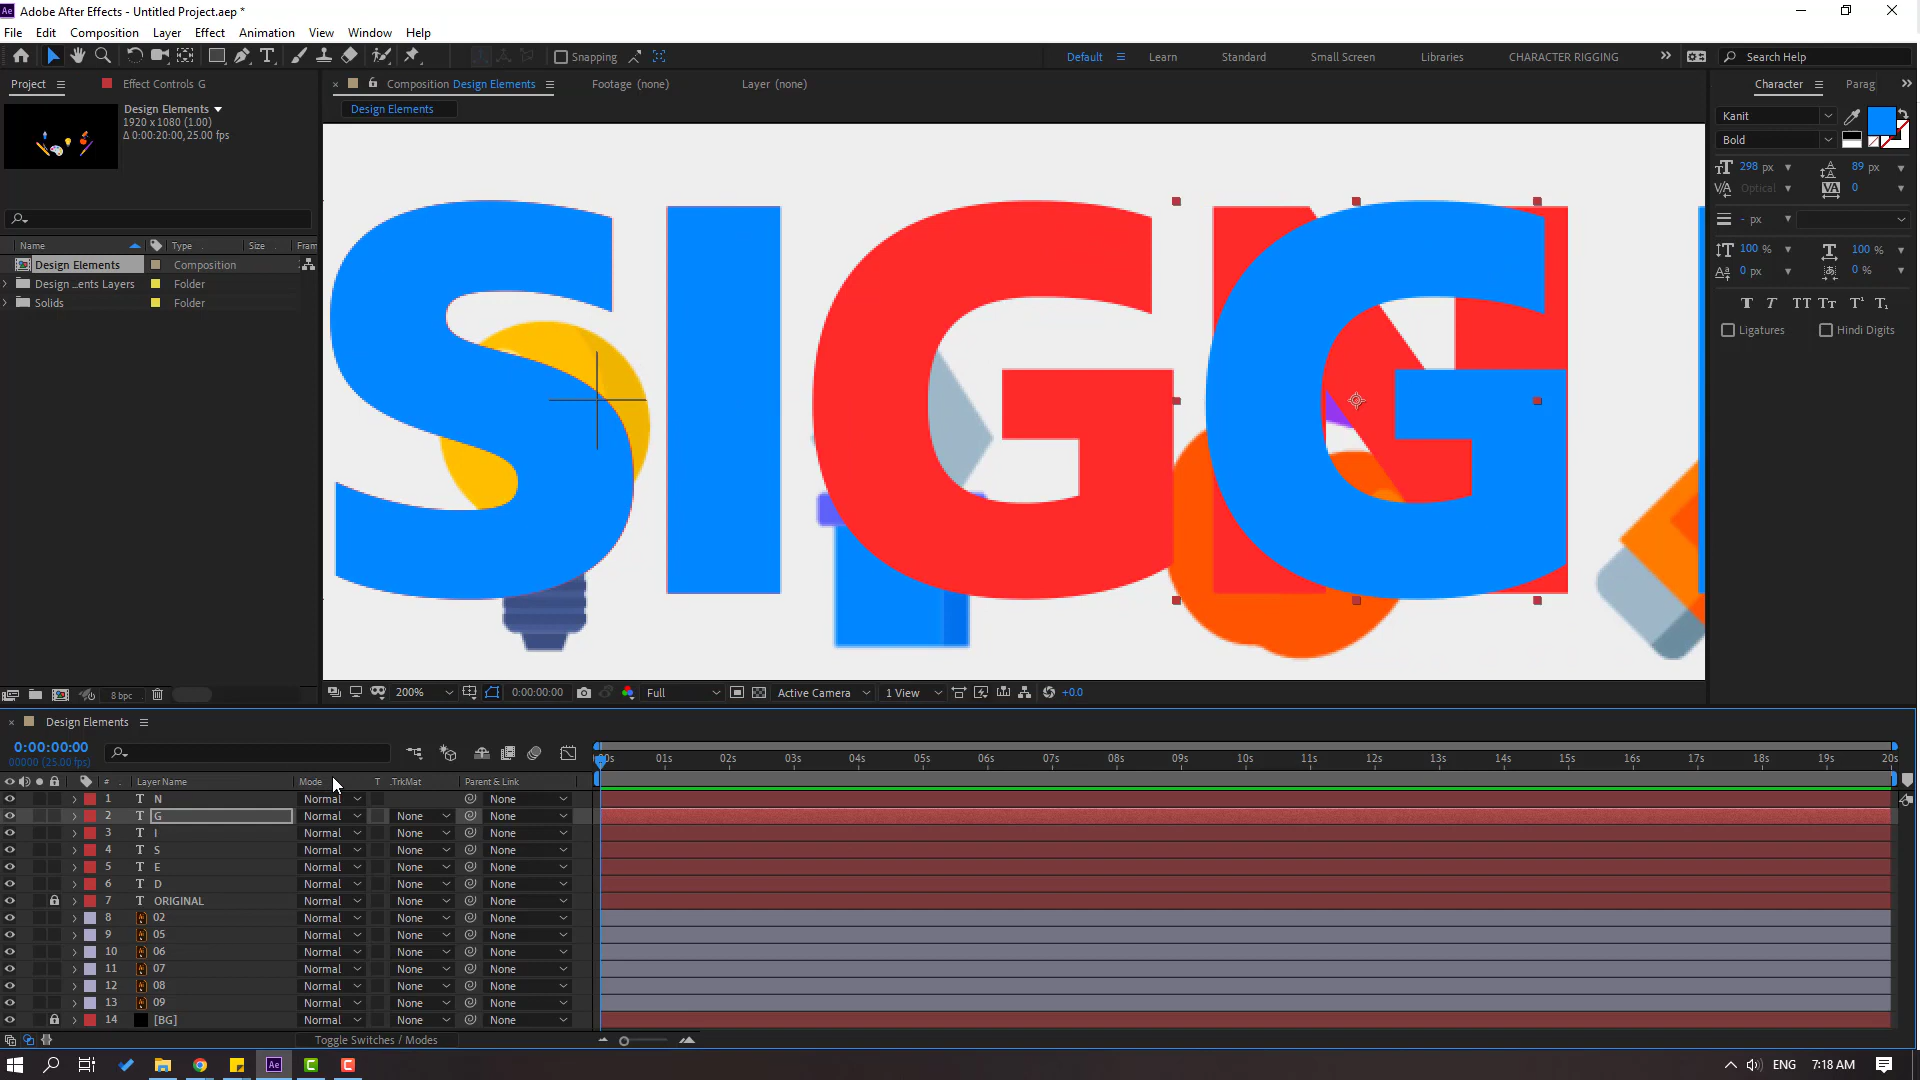 Adobe After Effects - Untitled Project.aep *
File Edit Composition Layer Effect Animation View Window Help
Snapping
Default Learn Standard Small Screen Libraries CHARACTER RIGGING Search Help
Project Effect Controls G
Composition Design Elements Footage (none) Layer (none)
Character Parag
Design Elements
1920 x 1080 (1.00)
Δ 0:00:20:00, 25.00 fps
Design Elements
Kanit
Bold
298 px 89 px
Optical 0
- px
100 % 100 %
0 px 0 %
Ligatures Hindi Digits
Name Type Size Fram
Design Elements Composition
Design ...ents Layers Folder
Solids Folder
SIGNG
8 bpc
200% 0:00:00:00 Full Active Camera 1 View +0.0
Design Elements
0:00:00:00
00000 (25.00 fps)
:00s 01s 02s 03s 04s 05s 06s 07s 08s 09s 10s 11s 12s 13s 14s 15s 16s 17s 18s 19s 20s
# Layer Name Mode T .TrkMat Parent & Link
1 T N Normal None
2 T G Normal None None
3 T I Normal None None
4 T S Normal None None
5 T E Normal None None
6 T D Normal None None
7 T ORIGINAL Normal None None
8 Ai 02 Normal None None
9 Ai 05 Normal None None
10 Ai 06 Normal None None
11 Ai 07 Normal None None
12 Ai 08 Normal None None
13 Ai 09 Normal None None
14 [BG] Normal None None
Toggle Switches / Modes
ENG 7:18 AM